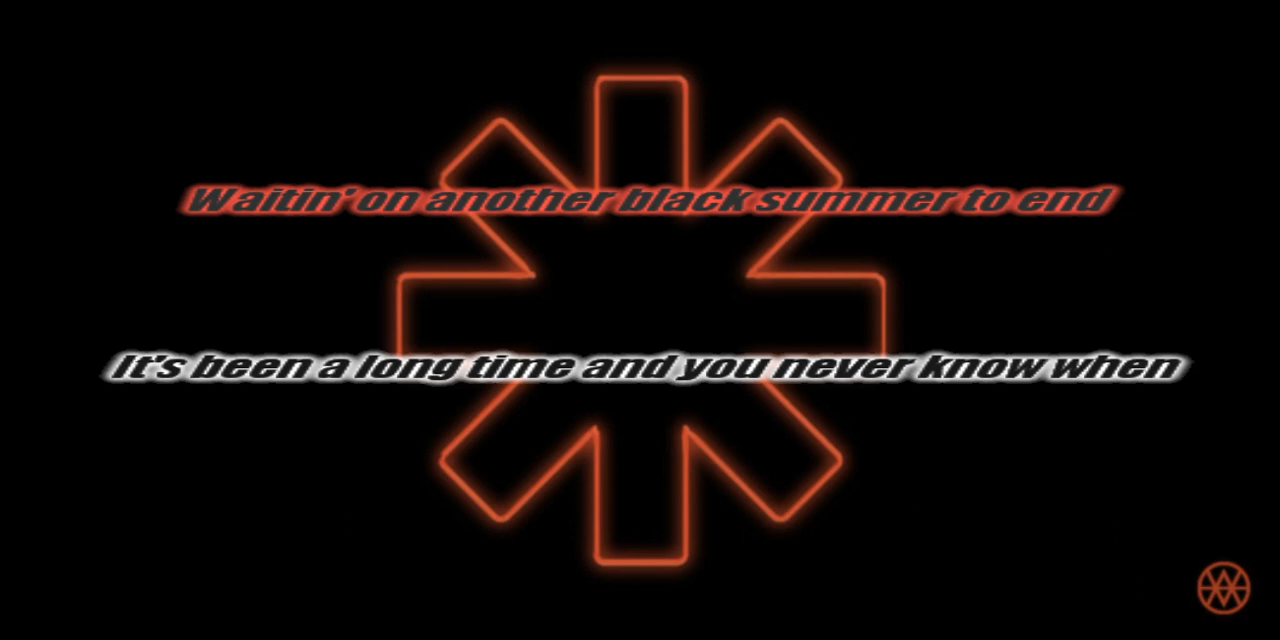 Waitin' on another black summer to end
It's been a long time and you never know when